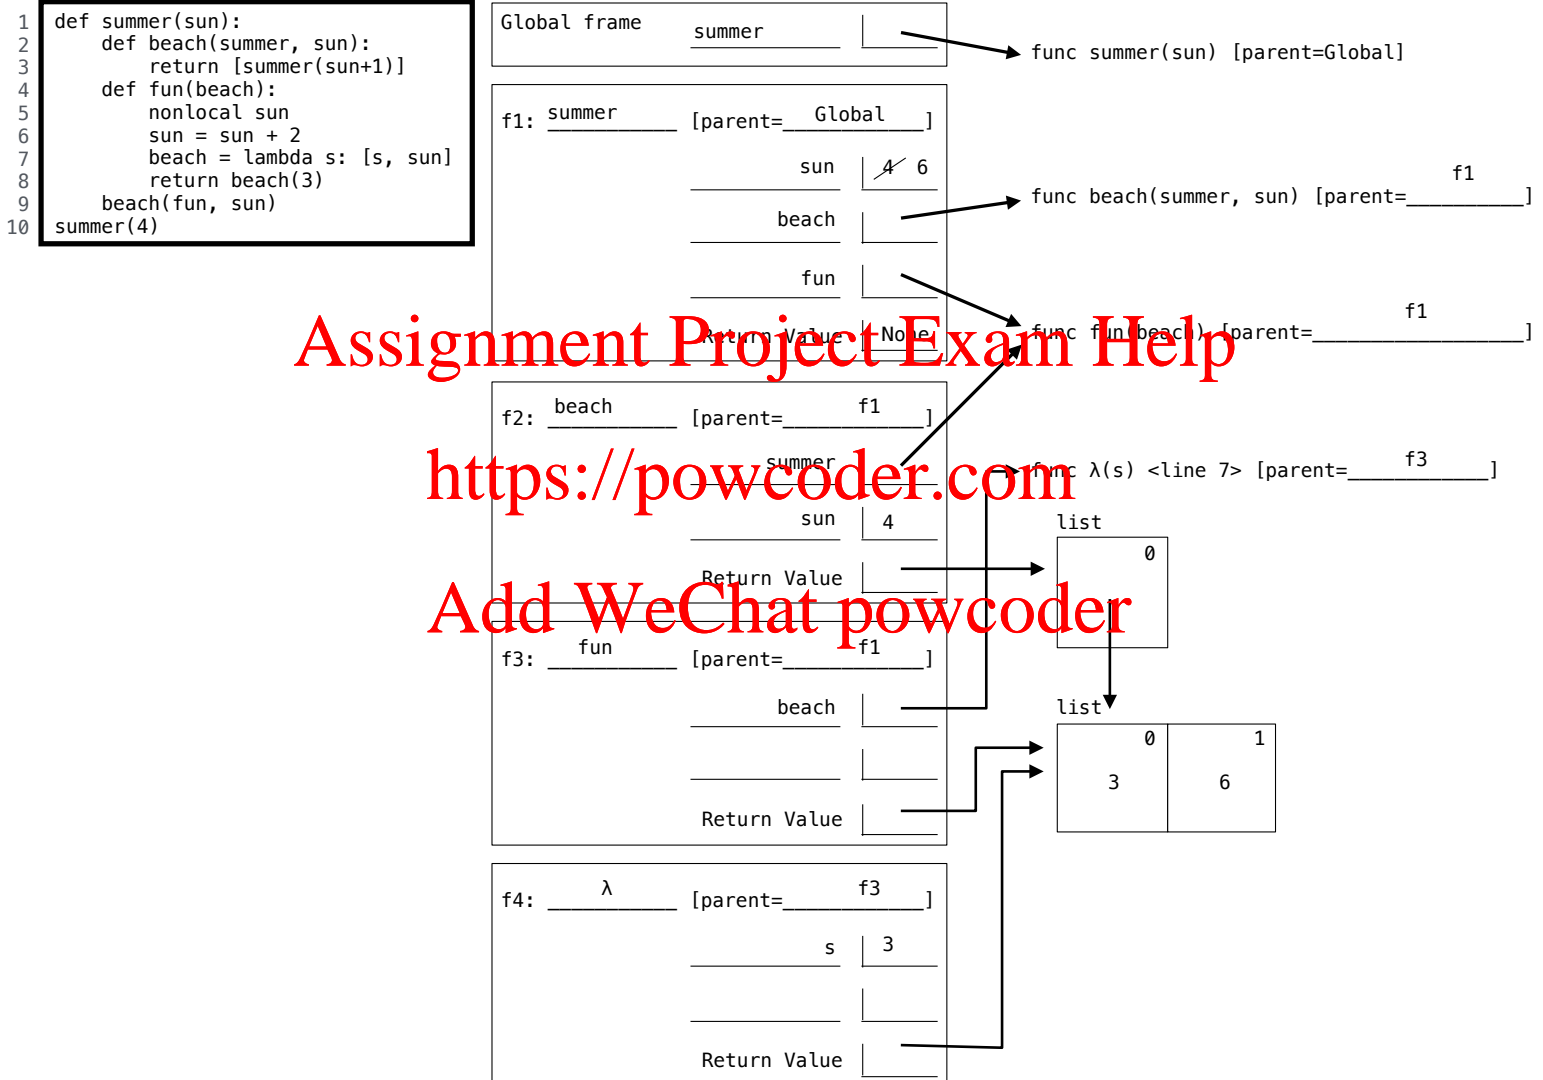 1 def summer(sun):
2     def beach(summer, sun):
3         return [summer(sun+1)]
4     def fun(beach):
5         nonlocal sun
6         sun = sun + 2
7         beach = lambda s: [s, sun]
8         return beach(3)
9     beach(fun, sun)
10 summer(4)
Global frame
summer
func summer(sun) [parent=Global]
f1: summer [parent=Global]
sun 4 6
beach
func beach(summer, sun) [parent=f1]
fun
func fun(beach) [parent=f1]
Return Value None
Assignment Project Exam Help
f2: beach [parent=f1]
summer
func λ(s) <line 7> [parent=f3]
https://powcoder.com
sun 4
list
0
Return Value
Add WeChat powcoder
f3: fun [parent=f1]
beach
list
0 1
3 6
Return Value
f4: λ [parent=f3]
s 3
Return Value